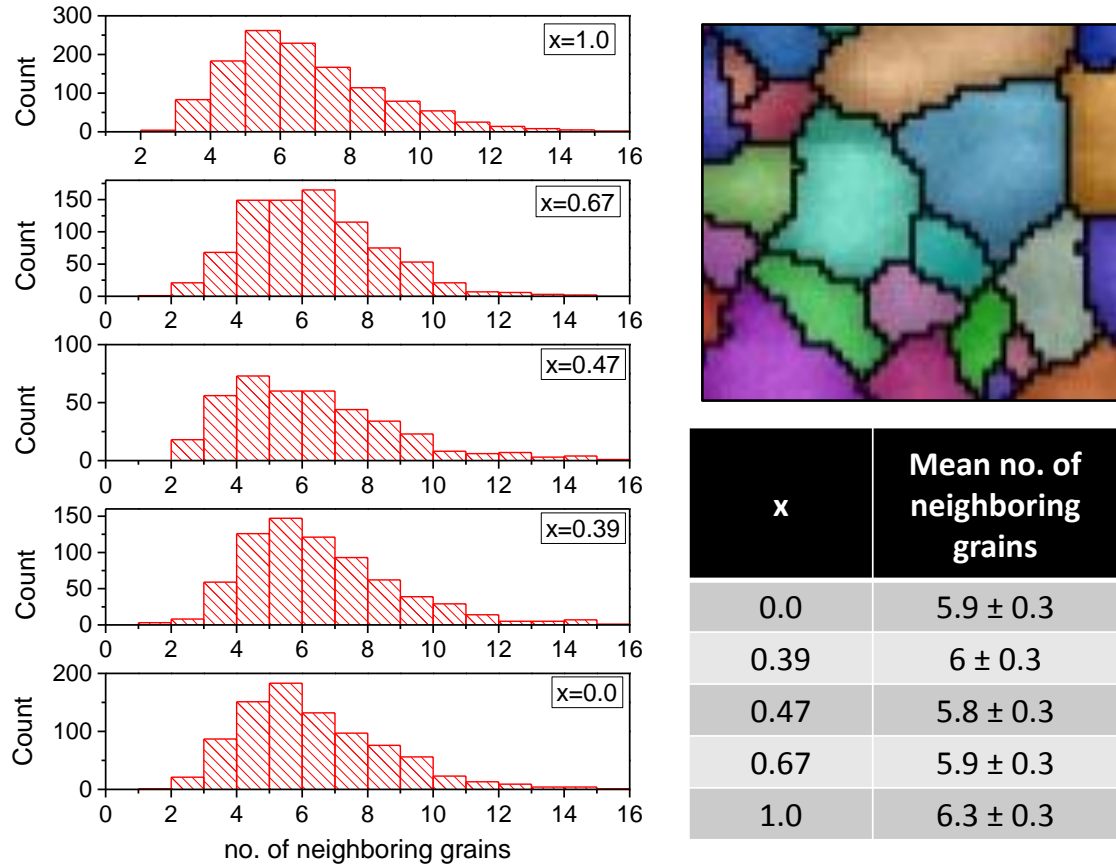 300
200
100
0
Count
x=1.0
2 4 6 8 10 12 14 16
150
100
50
0
Count
x=0.67
0 2 4 6 8 10 12 14 16
100
50
0
Count
x=0.47
0 2 4 6 8 10 12 14 16
150
100
50
0
Count
x=0.39
0 2 4 6 8 10 12 14 16
200
100
0
Count
x=0.0
0 2 4 6 8 10 12 14 16
no. of neighboring grains
x
Mean no. of
neighboring
grains
0.0 5.9 ± 0.3
0.39 6 ± 0.3
0.47 5.8 ± 0.3
0.67 5.9 ± 0.3
1.0 6.3 ± 0.3